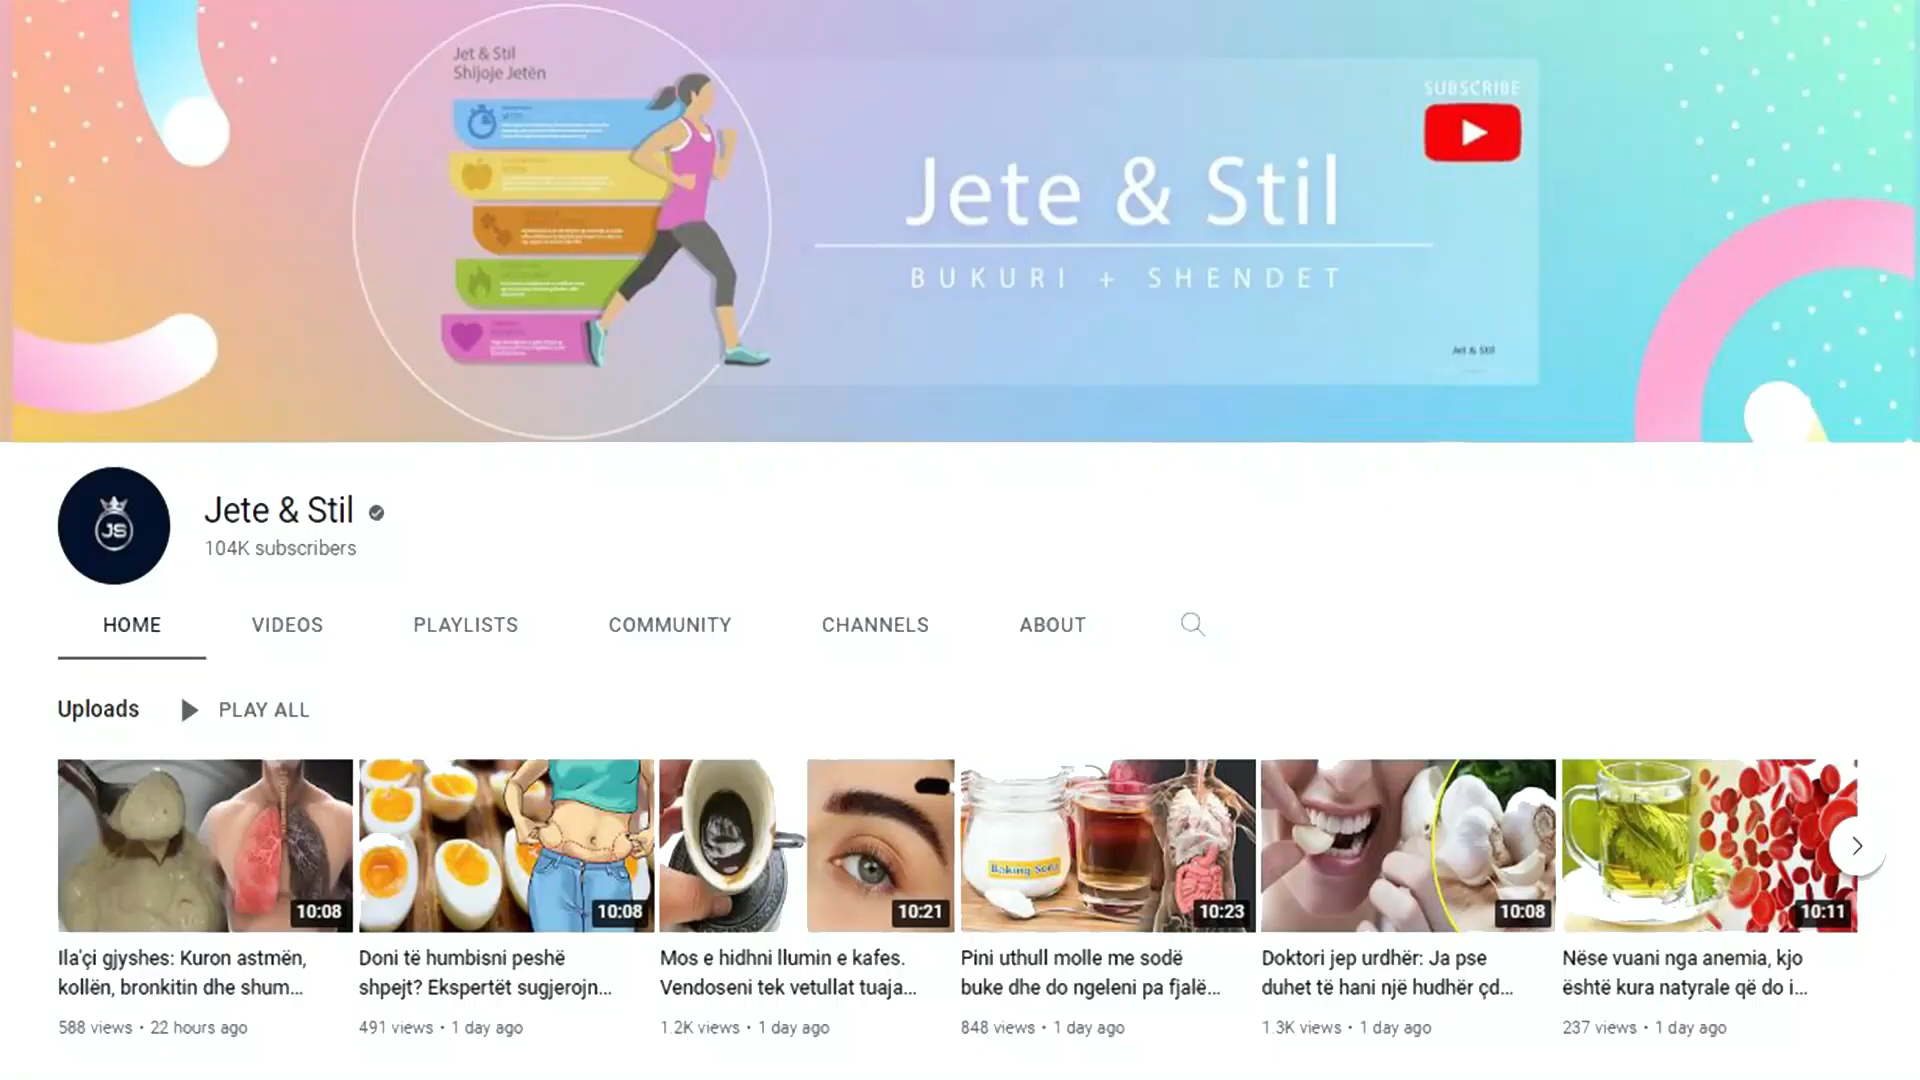 Jet & Stil
Shijoje Jetën
SUBSCRIBE
Jete & Stil
BUKURI + SHENDET
Jet & Stil
JS
Jete & Stil
104K subscribers
HOME VIDEOS PLAYLISTS COMMUNITY CHANNELS ABOUT
Uploads PLAY ALL
Baking Soda
10:08 10:08 10:21 10:23 10:08 10:11
Ila'çi gjyshes: Kuron astmën,
kollën, bronkitin dhe shum...
588 views • 22 hours ago
Doni të humbisni peshë
shpejt? Ekspertët sugjerojn...
491 views • 1 day ago
Mos e hidhni llumin e kafes.
Vendoseni tek vetullat tuaja...
1.2K views • 1 day ago
Pini uthull molle me sodë
buke dhe do ngeleni pa fjalë...
848 views • 1 day ago
Doktori jep urdhër: Ja pse
duhet të hani një hudhër çd...
1.3K views • 1 day ago
Nëse vuani nga anemia, kjo
është kura natyrale që do i...
237 views • 1 day ago